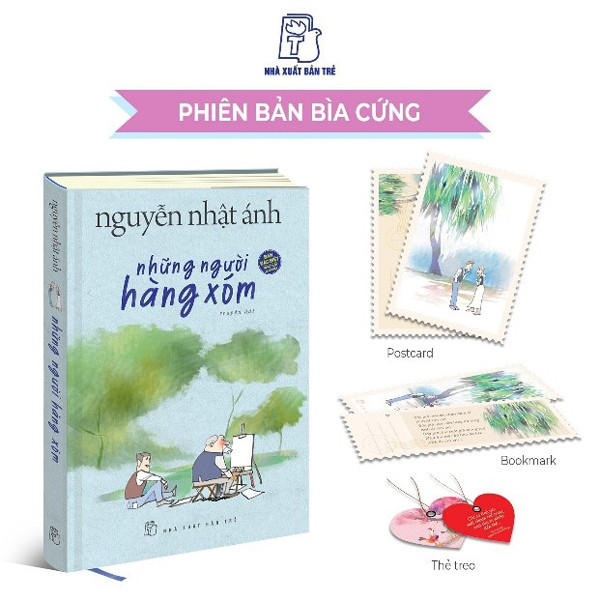 NHÀ XUẤT BẢN TRẺ
PHIÊN BẢN BÌA CỨNG
nguyễn nhật ánh
những người
hàng xóm
truyện dài
NHÀ XUẤT BẢN TRẺ
nguyễn nhật ánh
những người hàng xóm
Postcard
Bookmark
Thẻ treo